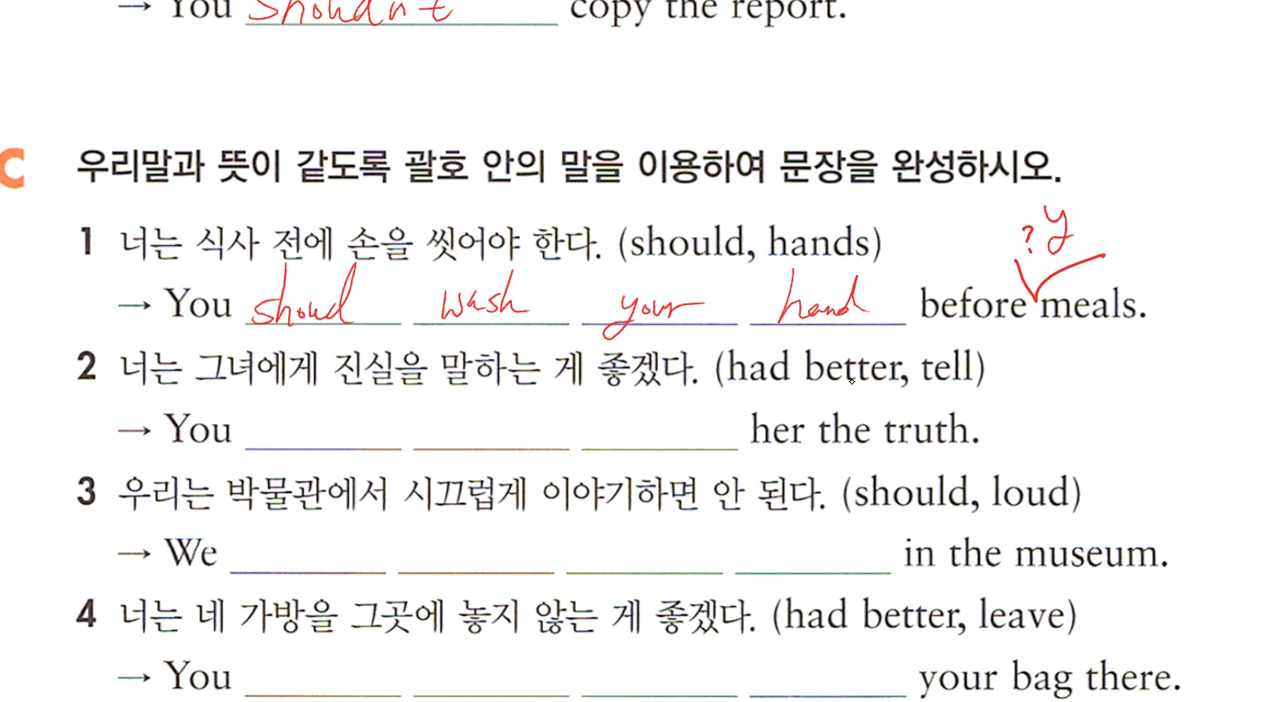 → You shouldn't copy the report.
C 우리말과 뜻이 같도록 괄호 안의 말을 이용하여 문장을 완성하시오.
? y
1 너는 식사 전에 손을 씻어야 한다. (should, hands)
→ You shoud wash your hand before meals.
2 너는 그녀에게 진실을 말하는 게 좋겠다. (had better, tell)
→ You her the truth.
3 우리는 박물관에서 시끄럽게 이야기하면 안 된다. (should, loud)
→ We in the museum.
4 너는 네 가방을 그곳에 놓지 않는 게 좋겠다. (had better, leave)
→ You your bag there.